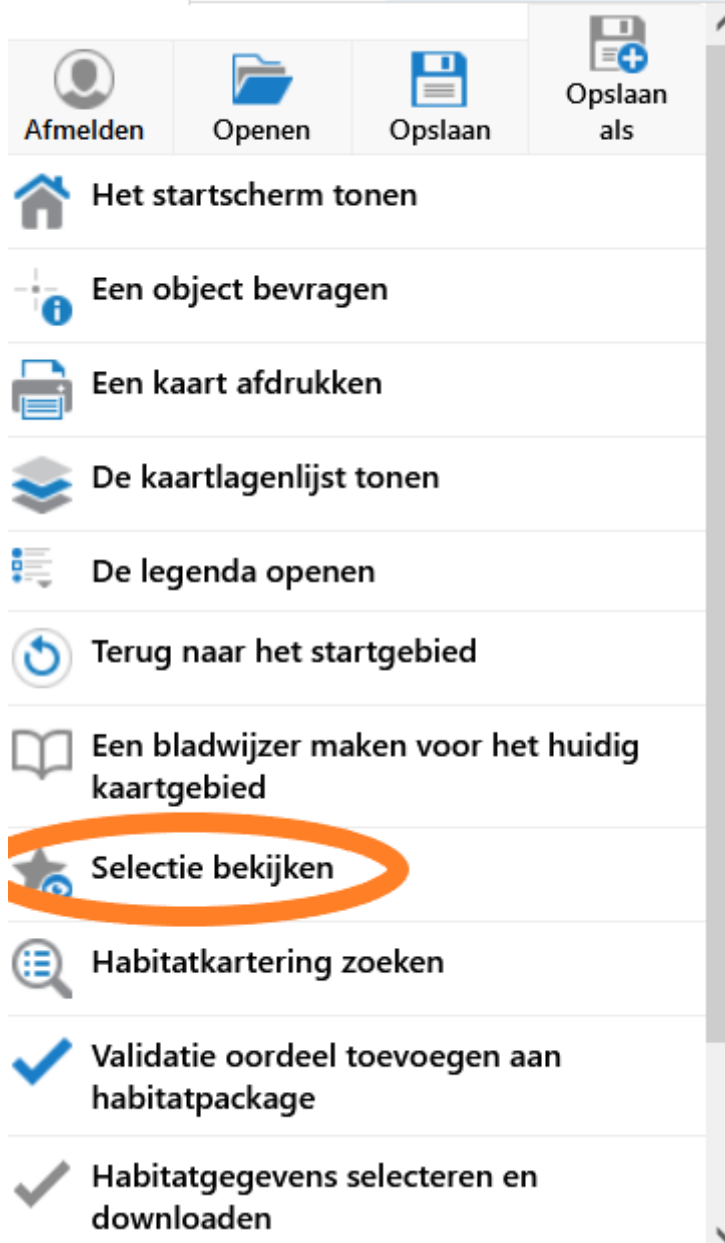 Afmelden
Openen
Opslaan
Opslaan
als
Het startscherm tonen
Een object bevragen
Een kaart afdrukken
De kaartlagenlijst tonen
De legenda openen
Terug naar het startgebied
Een bladwijzer maken voor het huidig
kaartgebied
Selectie bekijken
Habitatkartering zoeken
Validatie oordeel toevoegen aan
habitatpackage
Habitatgegevens selecteren en
downloaden